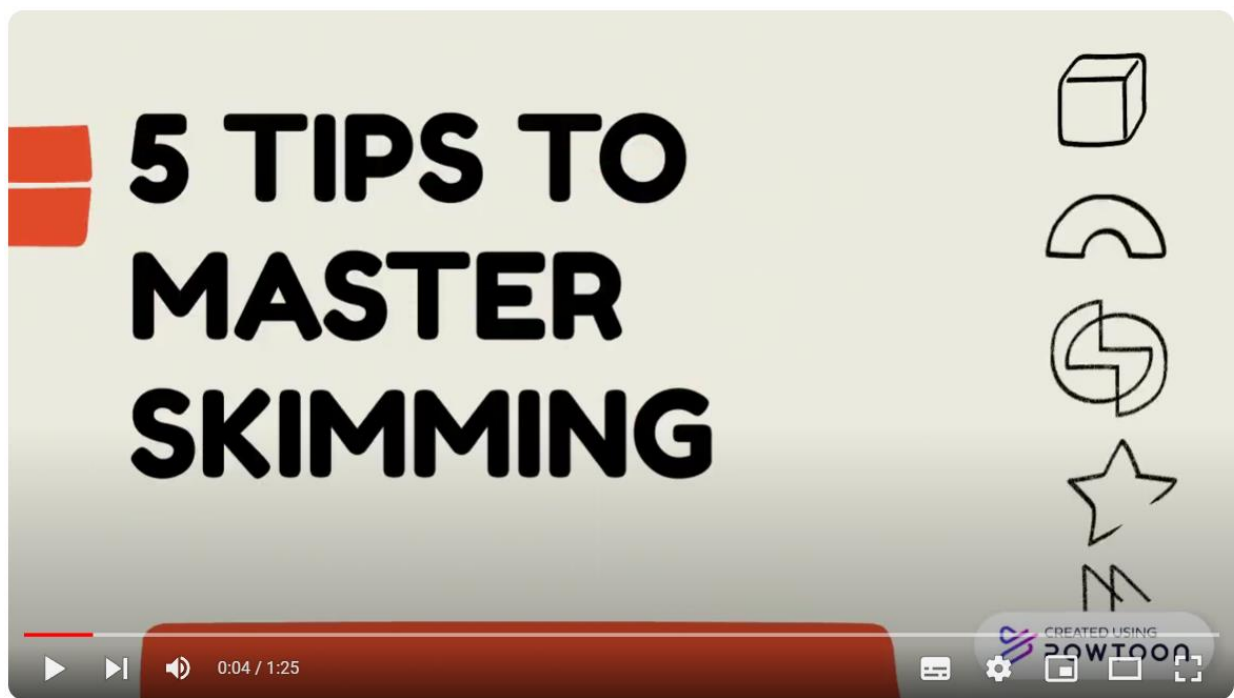 5 TIPS TO
MASTER
SKIMMING
CREATED USING
POWTOON
0:04 / 1:25